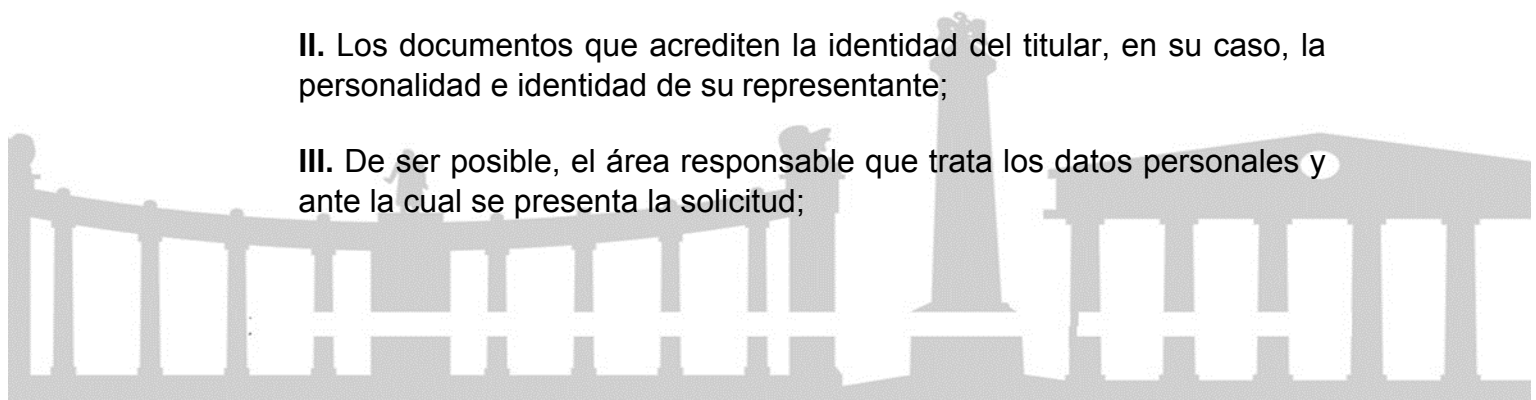 II. Los documentos que acrediten la identidad del titular, en su caso, la
personalidad e identidad de su representante;
III. De ser posible, el área responsable que trata los datos personales y
ante la cual se presenta la solicitud;